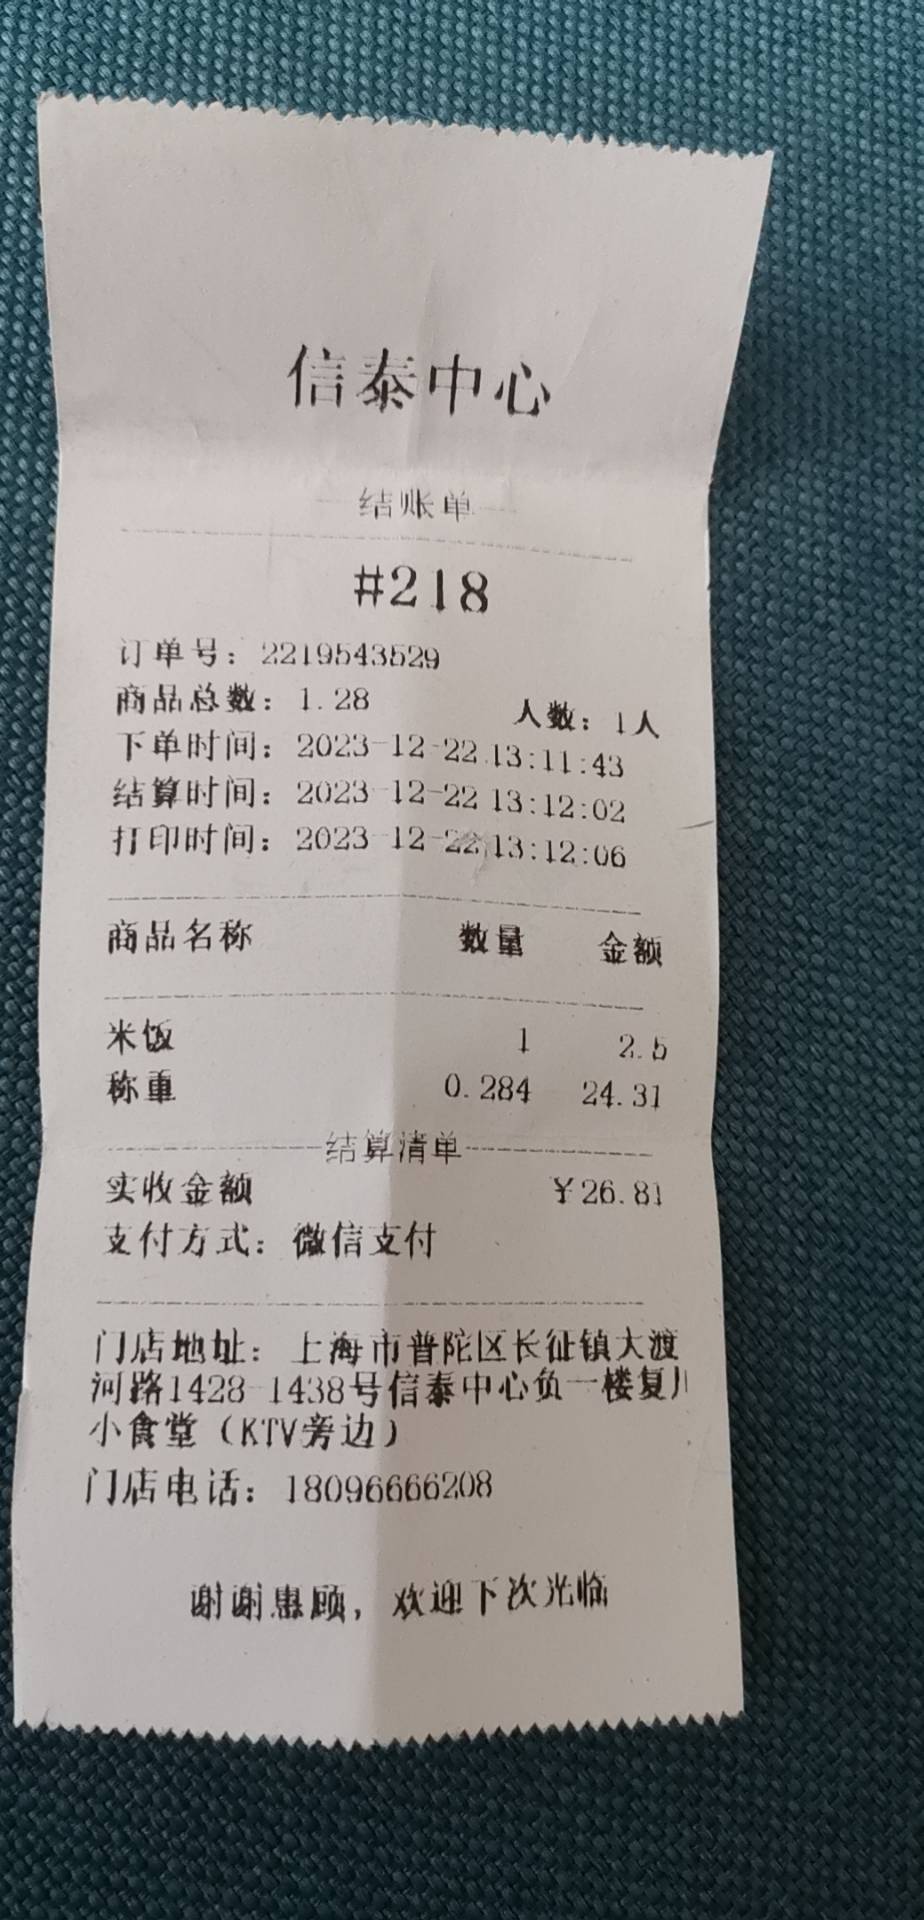 信泰中心
结账单
#218
订单号：2219543529
商品总数：1.28 人数：1人
下单时间：2023-12-22 13:11:43
结算时间：2023-12-22 13:12:02
打印时间：2023-12-22 13:12:06
商品名称 数量 金额
米饭 1 2.5
称重 0.284 24.31
结算清单
实收金额 ¥26.81
支付方式：微信支付
门店地址：上海市普陀区长征镇大渡
河路1428-1438号信泰中心负一楼复川
小食堂（KTV旁边）
门店电话：18096666208
谢谢惠顾，欢迎下次光临